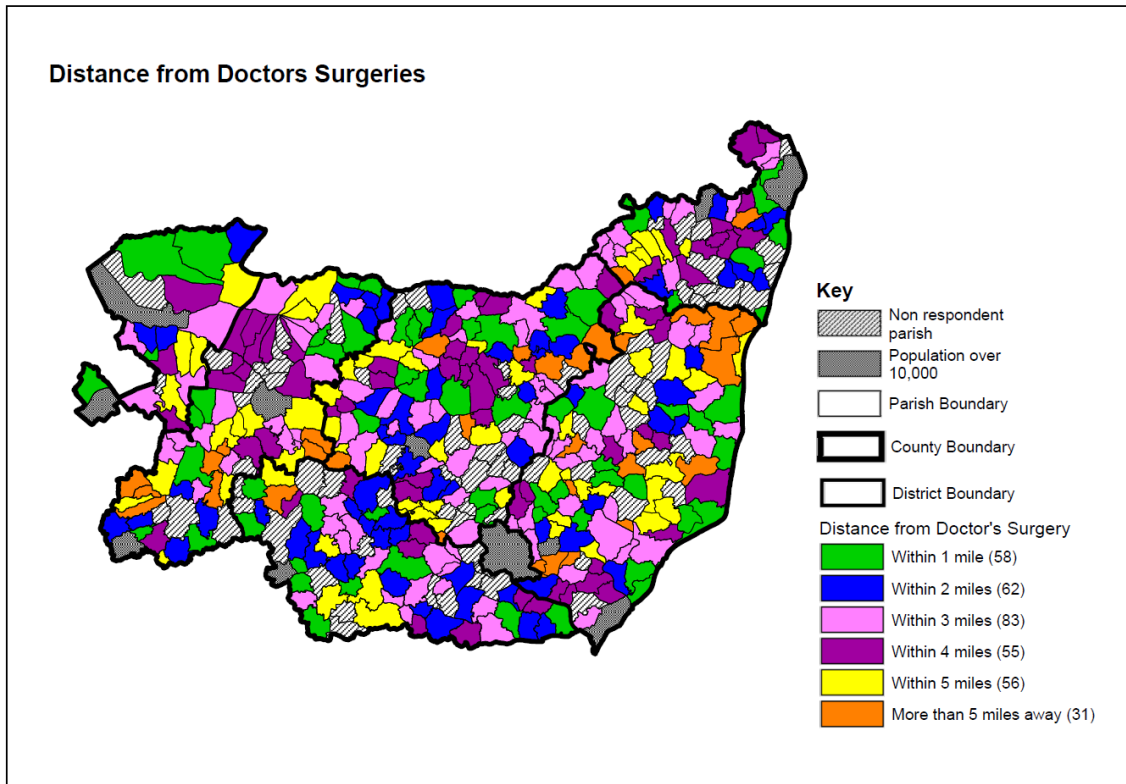 Distance from Doctors Surgeries
Key
Non respondent
parish
Population over
10,000
Parish Boundary
County Boundary
District Boundary
Distance from Doctor's Surgery
Within 1 mile (58)
Within 2 miles (62)
Within 3 miles (83)
Within 4 miles (55)
Within 5 miles (56)
More than 5 miles away (31)